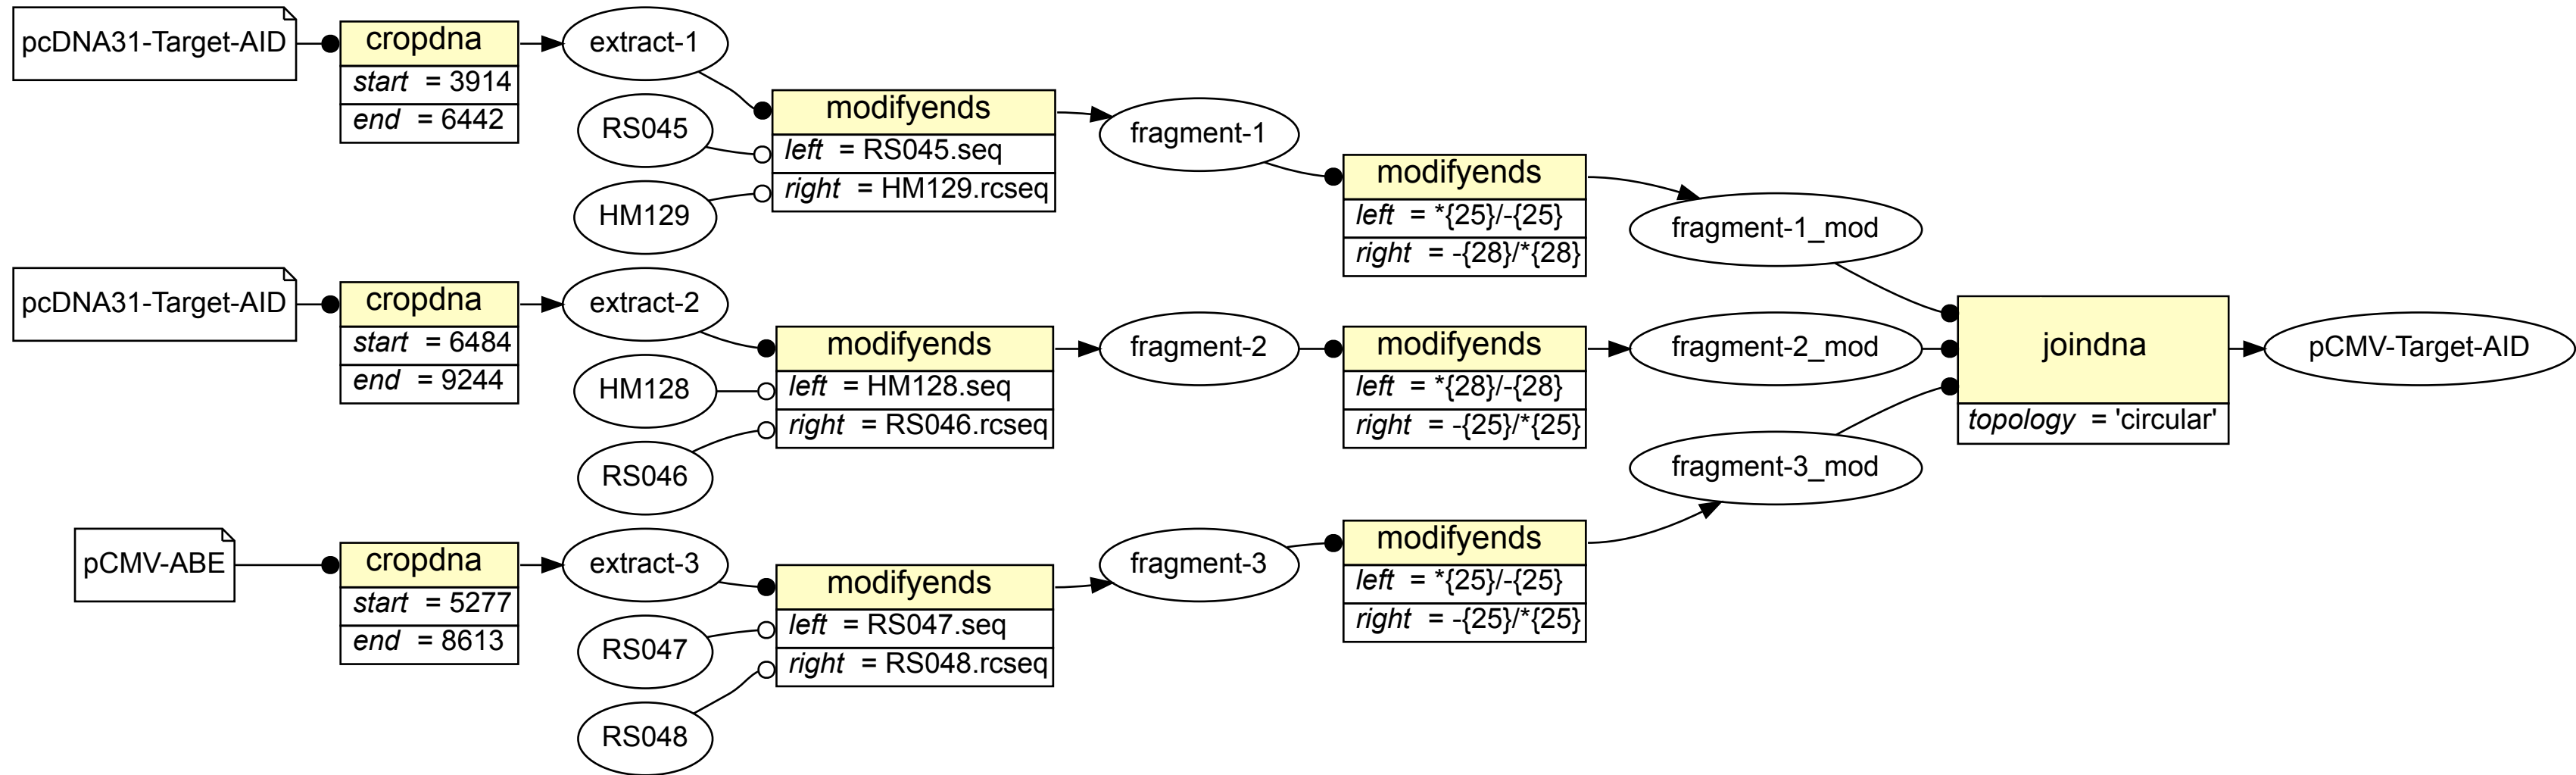 pcDNA31-Target-AID
cropdna
start = 3914
end = 6442
extract-1
RS045
HM129
modifyends
left = RS045.seq
right = HM129.rcseq
fragment-1
modifyends
left = *{25}/-{25}
right = -{28}/*{28}
fragment-1_mod
pcDNA31-Target-AID
cropdna
start = 6484
end = 9244
extract-2
HM128
RS046
modifyends
left = HM128.seq
right = RS046.rcseq
fragment-2
modifyends
left = *{28}/-{28}
right = -{25}/*{25}
fragment-2_mod
pCMV-ABE
cropdna
start = 5277
end = 8613
extract-3
RS047
RS048
modifyends
left = RS047.seq
right = RS048.rcseq
fragment-3
modifyends
left = *{25}/-{25}
right = -{25}/*{25}
fragment-3_mod
joindna
topology = 'circular'
pCMV-Target-AID